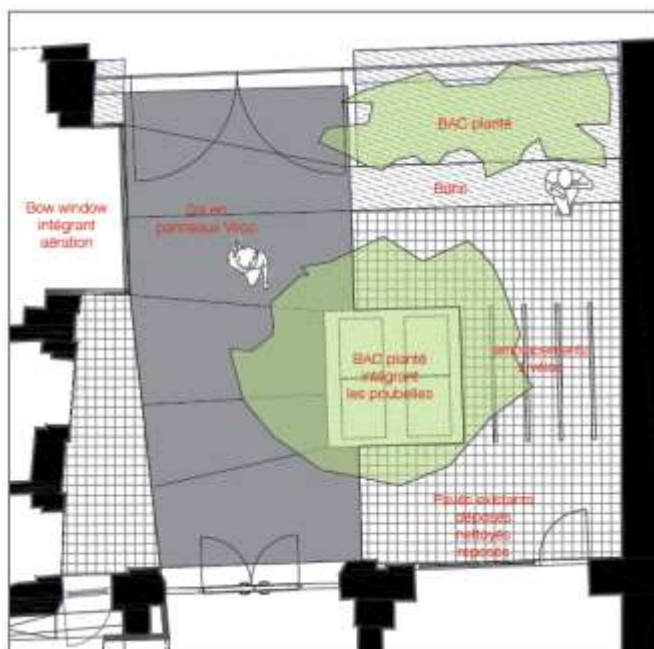 BAC planté
Banc
Bow window
intégrant
aération
Sol en
panneaux Viroc
BAC planté
intégrant
les poubelles
emplacements
vélos
Pavés existants
déposés
nettoyés
reposés